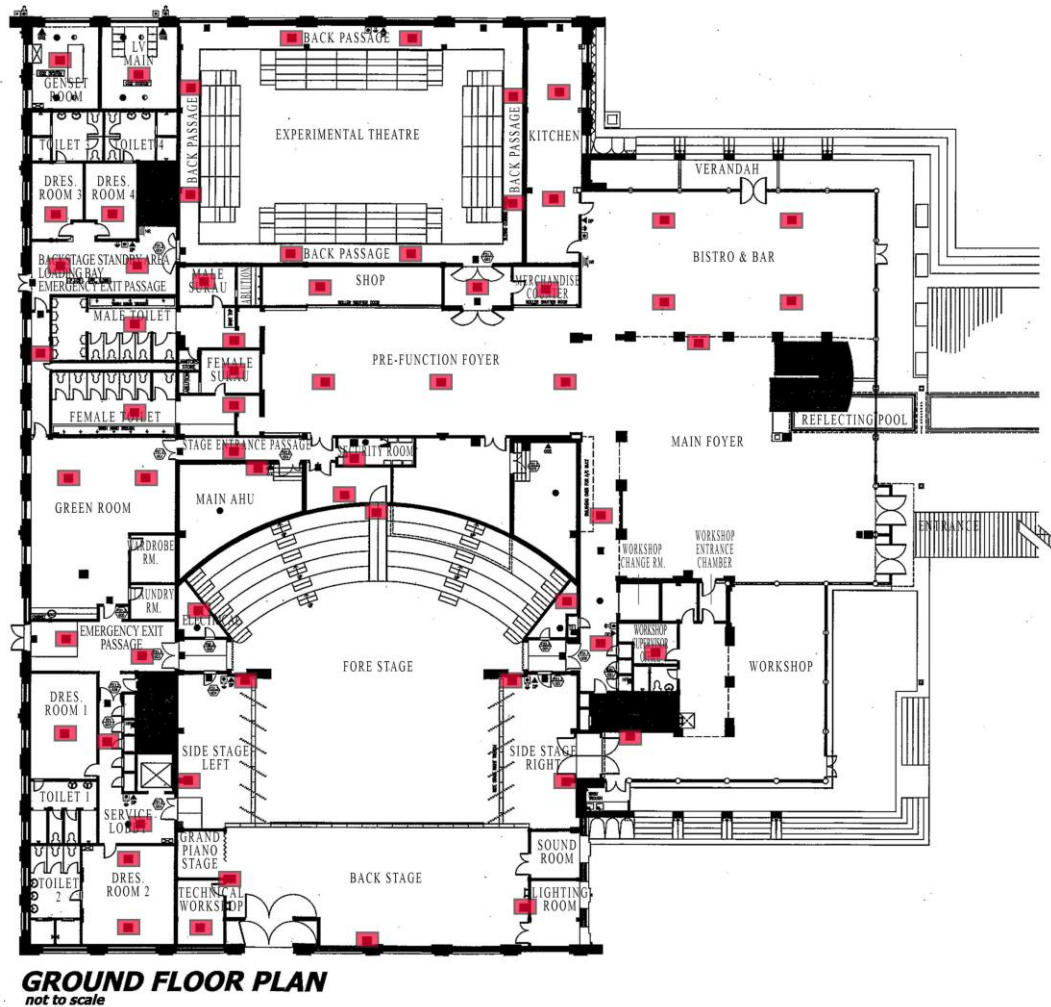 BACK PASSAGE
LV
MAIN
GENSET
ROOM
EXPERIMENTAL THEATRE
BACK PASSAGE
BACK PASSAGE
KITCHEN
TOILET 4
VERANDAH
DRES.
ROOM 3
DRES.
ROOM 4
BACK PASSAGE
BISTRO & BAR
BACKSTAGE STANDBY AREA
LOADING BAY
EMERGENCY EXIT PASSAGE
MALE
SURAU
ABLUTION
SHOP
MERCHANDISE
COUNTER
MALE TOILET
PRE-FUNCTION FOYER
FEMALE
SURAU
FEMALE TOILET
REFLECTING POOL
MAIN FOYER
STAGE ENTRANCE PASSAGE
SECURITY ROOM
GREEN ROOM
MAIN AHU
ENTRANCE
WORKSHOP
CHANGE RM.
WORKSHOP
ENTRANCE
CHAMBER
WARDROBE
RM.
LAUNDRY
RM.
ELECTRICAL
EMERGENCY EXIT
PASSAGE
WORKSHOP
SUPERVISOR
FORE STAGE
WORKSHOP
DRES.
ROOM 1
SIDE STAGE
LEFT
SIDE STAGE
RIGHT
TOILET 1
SERVICE
LOBBY
GRAND
PIANO
STAGE
SOUND
ROOM
TOILET
2
DRES.
ROOM 2
TECHNICAL
WORKSHOP
BACK STAGE
LIGHTING
ROOM
GROUND FLOOR PLAN
not to scale